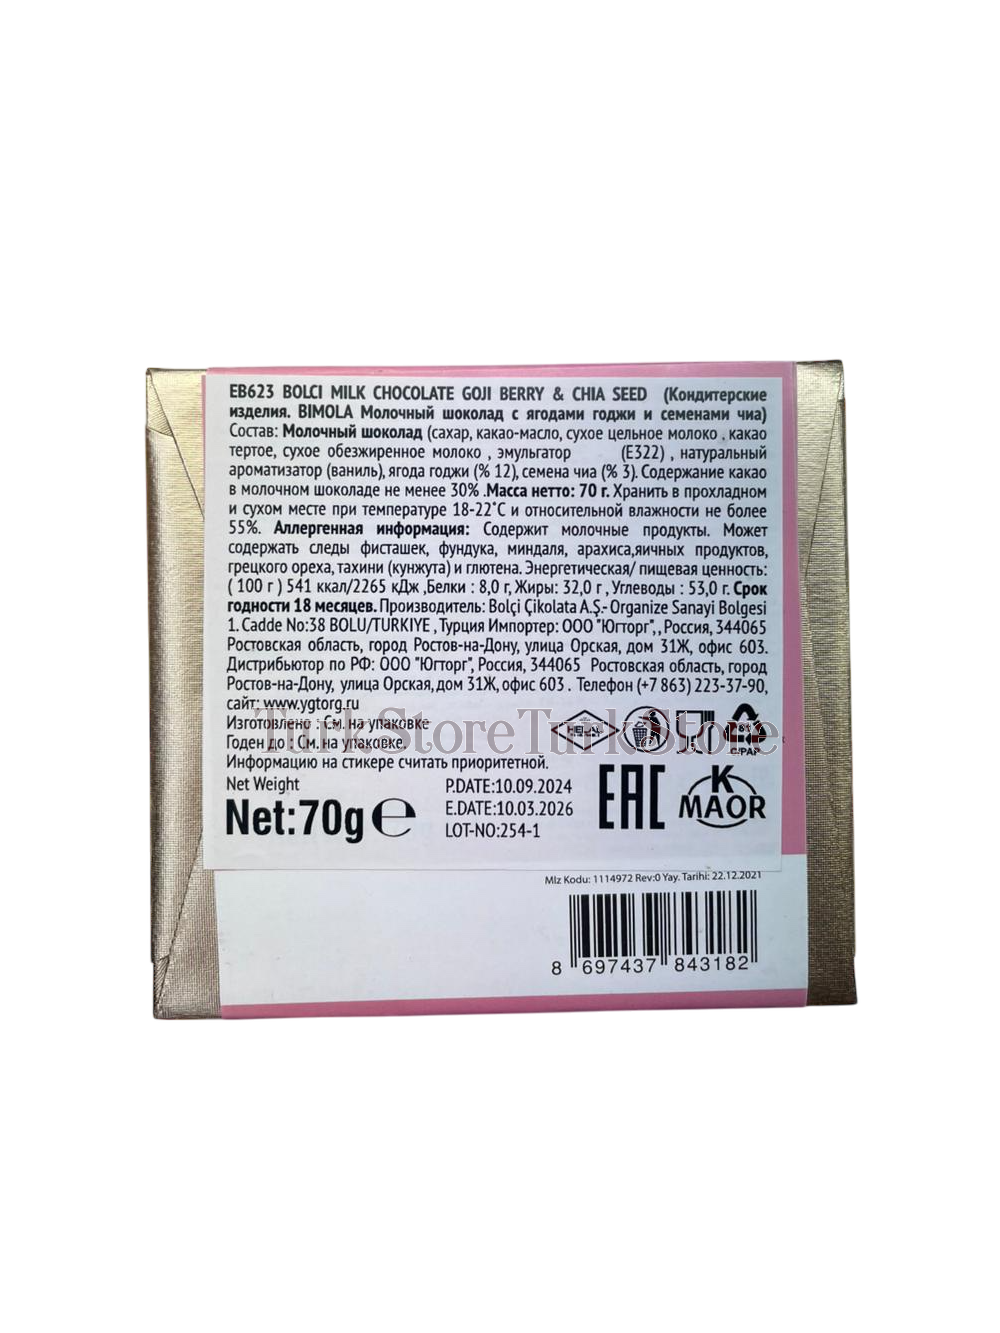 EB623 BOLCI MILK CHOCOLATE GOJI BERRY & CHIA SEED (Кондитерские
изделия. BIMOLA Молочный шоколад с ягодами годжи и семенами чиа)
Состав: Молочный шоколад (сахар, какао-масло, сухое цельное молоко , какао
тертое, сухое обезжиренное молоко , эмульгатор (Е322) , натуральный
ароматизатор (ваниль), ягода годжи (% 12), семена чиа (% 3). Содержание какао
в молочном шоколаде не менее 30% .Масса нетто: 70 г. Хранить в прохладном
и сухом месте при температуре 18-22°С и относительной влажности не более
55%. Аллергенная информация: Содержит молочные продукты. Может
содержать следы фисташек, фундука, миндаля, арахиса,яичных продуктов,
грецкого ореха, тахини (кунжута) и глютена. Энергетическая/ пищевая ценность:
( 100 г ) 541 ккал/2265 кДж ,Белки : 8,0 г, Жиры: 32,0 г , Углеводы : 53,0 г. Срок
годности 18 месяцев. Производитель: Bolçi Çikolata A.Ş.- Organize Sanayi Bolgesi
1. Cadde No:38 BOLU/TURKIYE , Турция Импортер: ООО "Югторг", , Россия, 344065
Ростовская область, город Ростов-на-Дону, улица Орская, дом 31Ж, офис 603.
Дистрибьютор по РФ: ООО "Югторг", Россия, 344065 Ростовская область, город
Ростов-на-Дону, улица Орская, дом 31Ж, офис 603 . Телефон (+7 863) 223-37-90,
сайт: www.ygtorg.ru
Изготовлено : См. на упаковке
TurkStoreTurkStore
Годен до : См. на упаковке.
Информацию на стикере считать приоритетной.
HELAL
81
C/PAP
Net Weight
Net:70g e
P.DATE:10.09.2024
E.DATE:10.03.2026
LOT-NO:254-1
EAC
K
MAOR
Mlz Kodu: 1114972 Rev:0 Yay. Tarihi: 22.12.2021
8 697437 843182